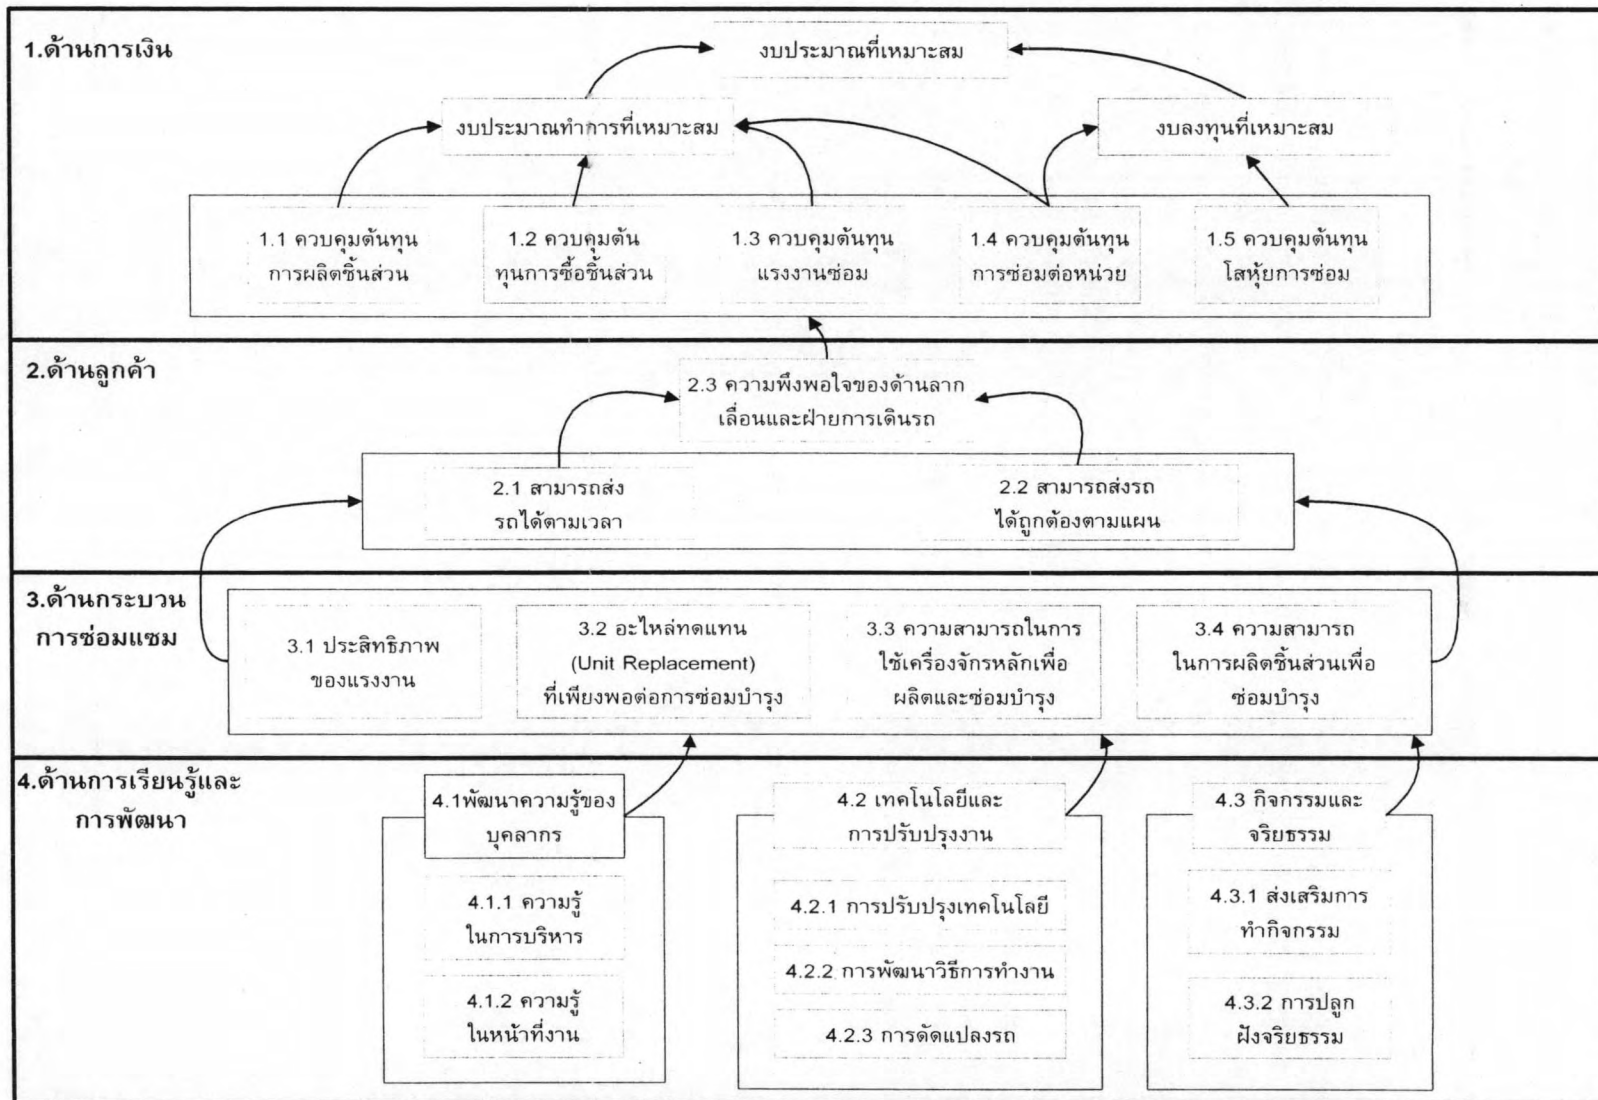 1.ด้านการเงิน
งบประมาณที่เหมาะสม
งบประมาณทำการที่เหมาะสม
งบลงทุนที่เหมาะสม
1.1 ควบคุมต้นทุน
การผลิตชิ้นส่วน
1.2 ควบคุมต้น
ทุนการซื้อชิ้นส่วน
1.3 ควบคุมต้นทุน
แรงงานซ่อม
1.4 ควบคุมต้นทุน
การซ่อมต่อหน่วย
1.5 ควบคุมต้นทุน
โสหุ้ยการซ่อม
2.ด้านลูกค้า
2.3 ความพึงพอใจของด้านลาก
เลื่อนและฝ่ายการเดินรถ
2.1 สามารถส่ง
รถได้ตามเวลา
2.2 สามารถส่งรถ
ได้ถูกต้องตามแผน
3.ด้านกระบวน
การซ่อมแซม
3.1 ประสิทธิภาพ
ของแรงงาน
3.2 อะไหล่ทดแทน
(Unit Replacement)
ที่เพียงพอต่อการซ่อมบำรุง
3.3 ความสามารถในการ
ใช้เครื่องจักรหลักเพื่อ
ผลิตและซ่อมบำรุง
3.4 ความสามารถ
ในการผลิตชิ้นส่วนเพื่อ
ซ่อมบำรุง
4.ด้านการเรียนรู้และ
การพัฒนา
4.1พัฒนาความรู้ของ
บุคลากร
4.1.1 ความรู้
ในการบริหาร
4.1.2 ความรู้
ในหน้าที่งาน
4.2 เทคโนโลยีและ
การปรับปรุงงาน
4.2.1 การปรับปรุงเทคโนโลยี
4.2.2 การพัฒนาวิธีการทำงาน
4.2.3 การดัดแปลงรถ
4.3 กิจกรรมและ
จริยธรรม
4.3.1 ส่งเสริมการ
ทำกิจกรรม
4.3.2 การปลูก
ฝังจริยธรรม